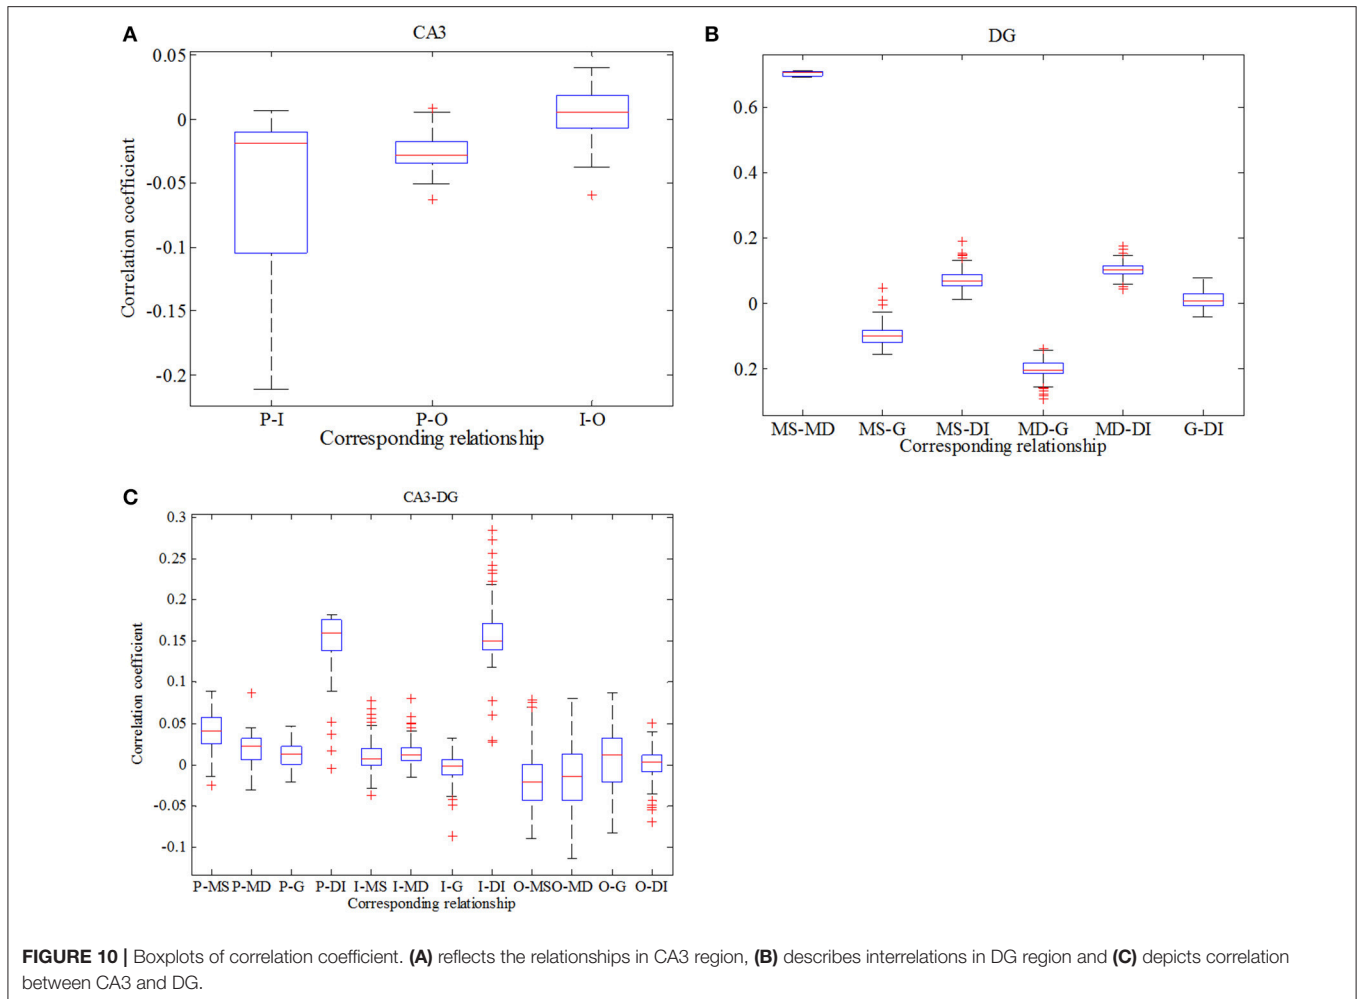 A
CA3
0.05
0
-0.05
-0.1
-0.15
-0.2
Correlation coefficient
P-I P-O I-O
Corresponding relationship
B
DG
0.6
0.4
0.2
0
0.2
MS-MD MS-G MS-DI MD-G MD-DI G-DI
Corresponding relationship
C
CA3-DG
0.3
0.25
0.2
0.15
0.1
0.05
0
-0.05
-0.1
Correlation coefficient
P-MS P-MD P-G P-DI I-MS I-MD I-G I-DI O-MS O-MD O-G O-DI
Corresponding relationship
FIGURE 10 | Boxplots of correlation coefficient. (A) reflects the relationships in CA3 region, (B) describes interrelations in DG region and (C) depicts correlation
between CA3 and DG.